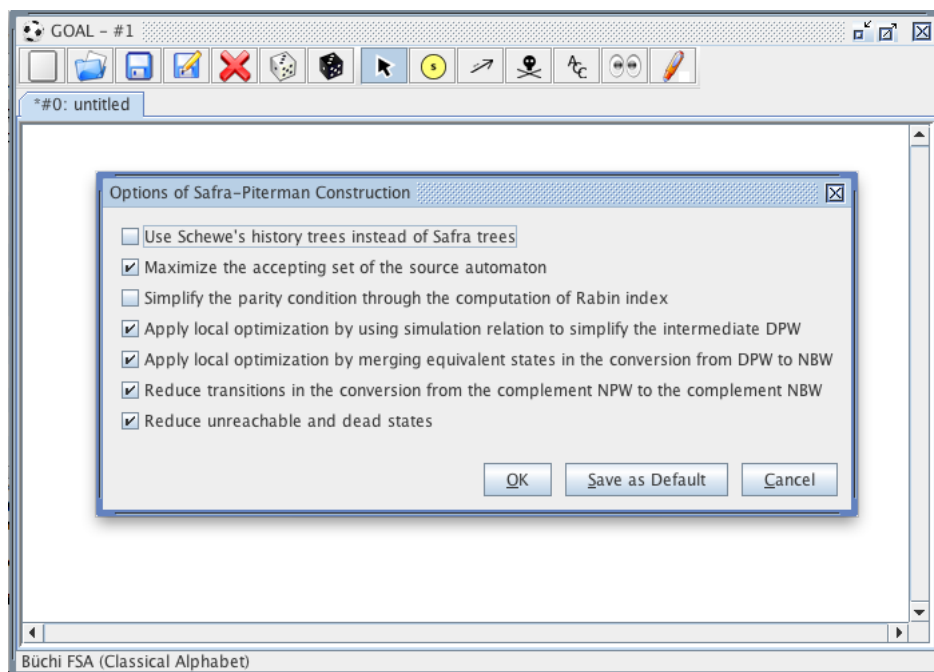 GOAL – #1
S
ACC
*#0: untitled
Options of Safra-Piterman Construction
Use Schewe's history trees instead of Safra trees
Maximize the accepting set of the source automaton
Simplify the parity condition through the computation of Rabin index
Apply local optimization by using simulation relation to simplify the intermediate DPW
Apply local optimization by merging equivalent states in the conversion from DPW to NBW
Reduce transitions in the conversion from the complement NPW to the complement NBW
Reduce unreachable and dead states
OK Save as Default Cancel
Büchi FSA (Classical Alphabet)